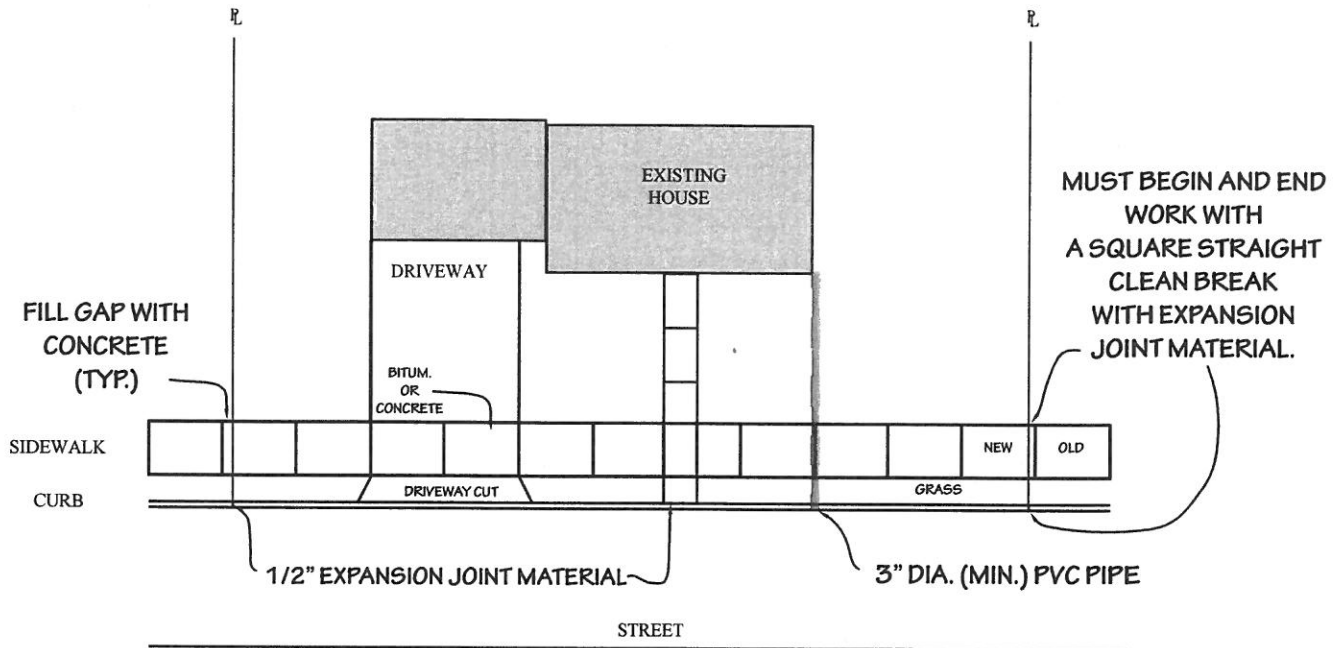 ℄
℄
EXISTING
HOUSE
MUST BEGIN AND END
WORK WITH
A SQUARE STRAIGHT
CLEAN BREAK
WITH EXPANSION
JOINT MATERIAL.
DRIVEWAY
FILL GAP WITH
CONCRETE
(TYP.)
BITUM.
OR
CONCRETE
SIDEWALK
NEW
OLD
CURB
DRIVEWAY CUT
GRASS
1/2" EXPANSION JOINT MATERIAL
3" DIA. (MIN.) PVC PIPE
STREET